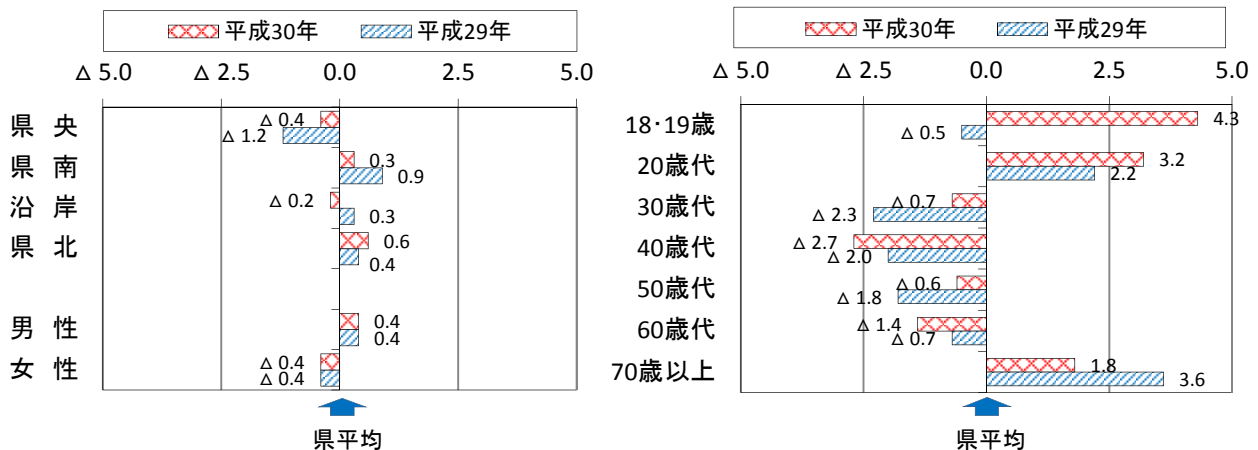 平成30年 平成29年
△ 5.0 △ 2.5 0.0 2.5 5.0
県 央 △ 0.4
△ 1.2
県 南 0.3
0.9
沿 岸 △ 0.2
0.3
県 北 0.6
0.4
男 性 0.4
0.4
女 性 △ 0.4
△ 0.4
県平均
平成30年 平成29年
△ 5.0 △ 2.5 0.0 2.5 5.0
18・19歳 4.3
△ 0.5
20歳代 3.2
2.2
30歳代 △ 0.7
△ 2.3
40歳代 △ 2.7
△ 2.0
50歳代 △ 0.6
△ 1.8
60歳代 △ 1.4
△ 0.7
70歳以上 1.8
3.6
県平均